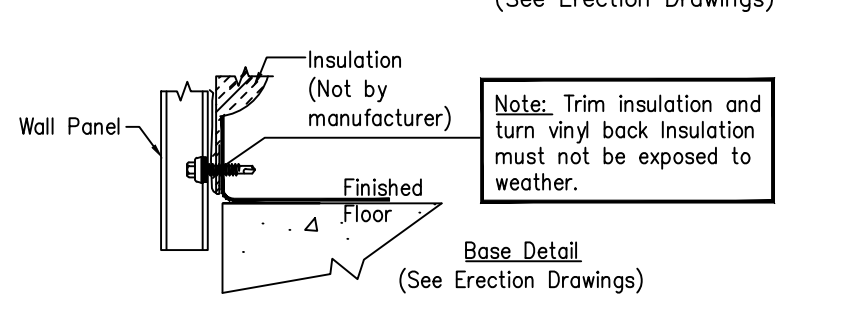 (See Erection Drawings)
Insulation
(Not by
manufacturer)
Wall Panel
Note: Trim insulation and
turn vinyl back Insulation
must not be exposed to
weather.
Finished
Floor
Base Detail
(See Erection Drawings)